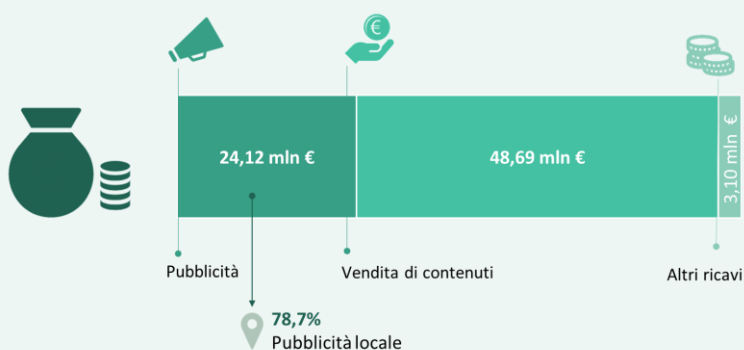 24,12 mln €
48,69 mln €
3,10 mln €
Pubblicità
Vendita di contenuti
Altri ricavi
78,7%
Pubblicità locale